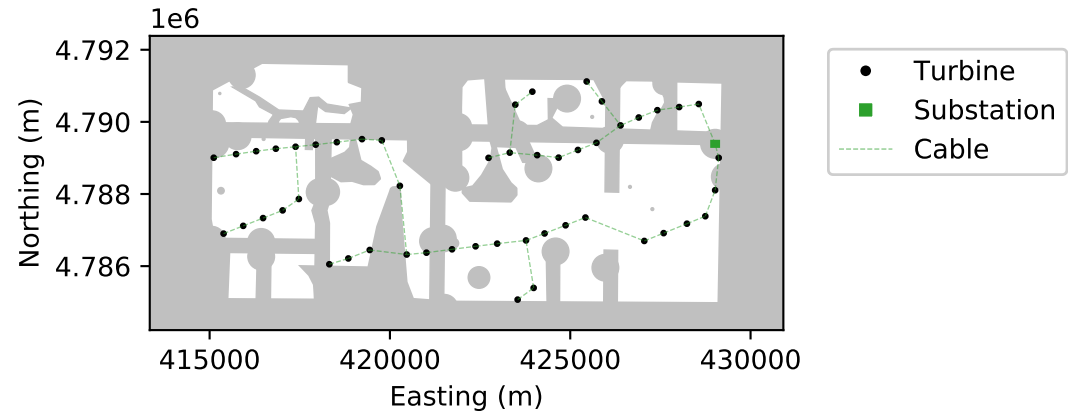 1e6
4.792
4.790
4.788
4.786
Northing (m)
415000 420000 425000 430000
Easting (m)
Turbine
Substation
Cable